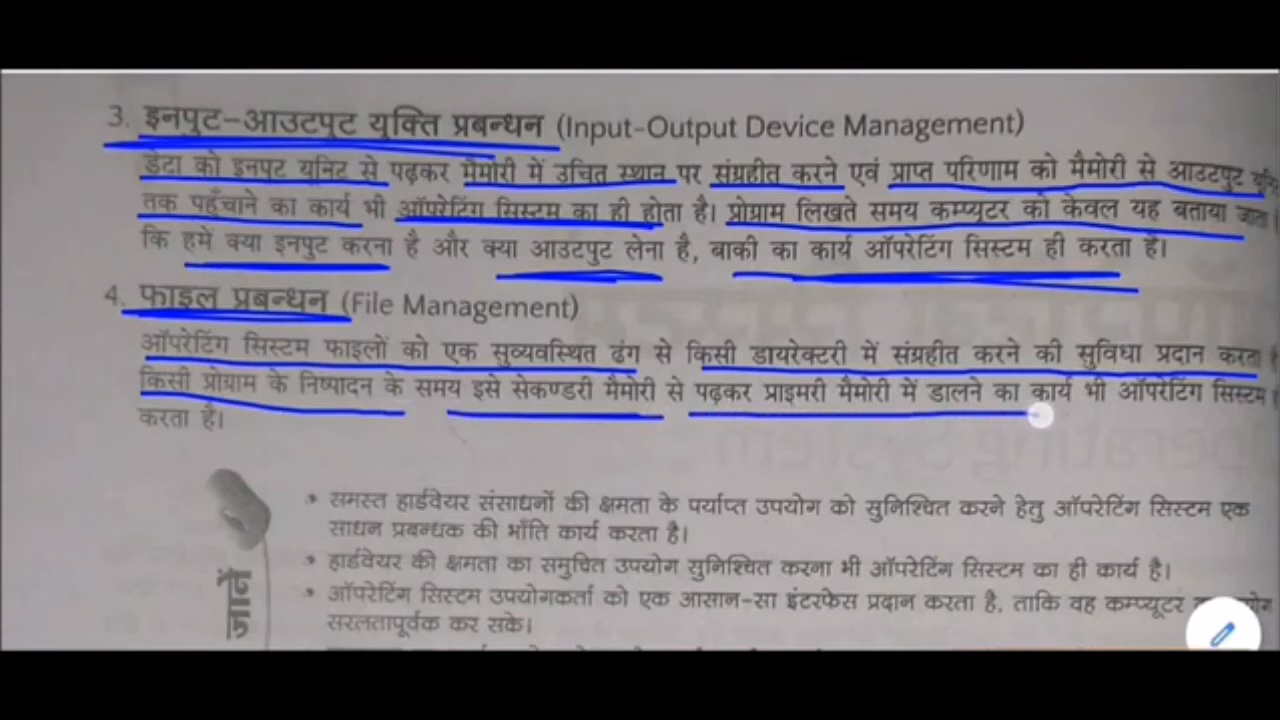 3. इनपुट-आउटपुट युक्ति प्रबन्धन (Input-Output Device Management)
डेटा को इनपुट यूनिट से पढ़कर मैमोरी में उचित स्थान पर संग्रहीत करने एवं प्राप्त परिणाम को मैमोरी से आउटपुट
तक पहुँचाने का कार्य भी ऑपरेटिंग सिस्टम का ही होता है। प्रोग्राम लिखते समय कम्प्यूटर को केवल यह बताया जाता
कि हमें क्या इनपुट करना है और क्या आउटपुट लेना है, बाकी का कार्य ऑपरेटिंग सिस्टम ही करता है।
4. फाइल प्रबन्धन (File Management)
ऑपरेटिंग सिस्टम फाइलों को एक सुव्यवस्थित ढंग से किसी डायरेक्टरी में संग्रहीत करने की सुविधा प्रदान करता
किसी प्रोग्राम के निष्पादन के समय इसे सेकण्डरी मैमोरी से पढ़कर प्राइमरी मैमोरी में डालने का कार्य भी ऑपरेटिंग सिस्टम
करता है।
जानें
• समस्त हार्डवेयर संसाधनों की क्षमता के पर्याप्त उपयोग को सुनिश्चित करने हेतु ऑपरेटिंग सिस्टम एक
साधन प्रबन्धक की भाँति कार्य करता है।
• हार्डवेयर की क्षमता का समुचित उपयोग सुनिश्चित करना भी ऑपरेटिंग सिस्टम का ही कार्य है।
• ऑपरेटिंग सिस्टम उपयोगकर्ता को एक आसान-सा इंटरफेस प्रदान करता है, ताकि वह कम्प्यूटर
सरलतापूर्वक कर सके।